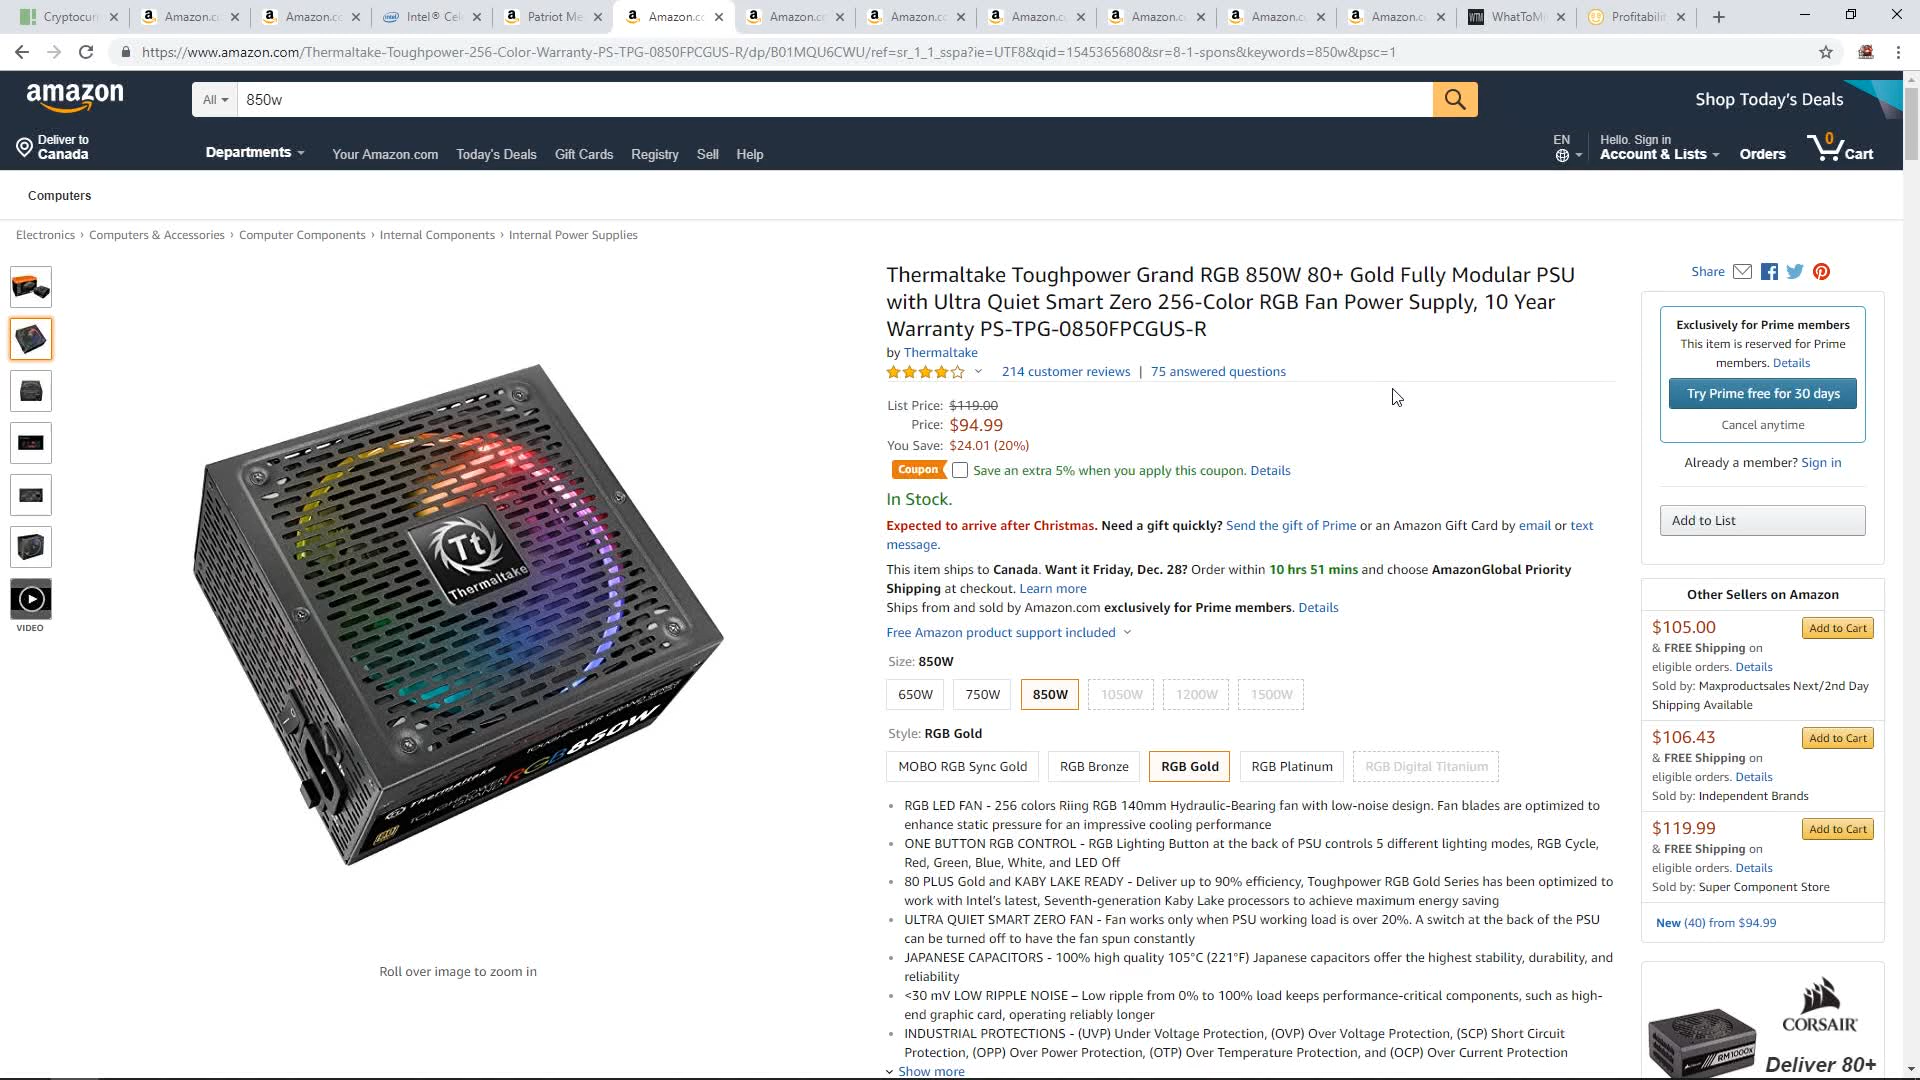 Cryptocurr
Amazon.c
Amazon.c
Intel® Cel
Patriot Me
Amazon.c
Amazon.c
Amazon.c
Amazon.c
Amazon.c
Amazon.c
Amazon.c
WhatToMi
Profitabili
https://www.amazon.com/Thermaltake-Toughpower-256-Color-Warranty-PS-TPG-0850FPCGUS-R/dp/B01MQU6CWU/ref=sr_1_1_sspa?ie=UTF8&qid=1545365680&sr=8-1-spons&keywords=850w&psc=1
amazon
All
850w
Shop Today's Deals
Deliver to
Canada
Departments
Your Amazon.com
Today's Deals
Gift Cards
Registry
Sell
Help
EN
Hello. Sign in
Account & Lists
Orders
0
Cart
Computers
Electronics › Computers & Accessories › Computer Components › Internal Components › Internal Power Supplies
VIDEO
Tt
Thermaltake
Thermaltake
TOUGHPOWER GRAND SERIES
RGB 850W
Roll over image to zoom in
Thermaltake Toughpower Grand RGB 850W 80+ Gold Fully Modular PSU
with Ultra Quiet Smart Zero 256-Color RGB Fan Power Supply, 10 Year
Warranty PS-TPG-0850FPCGUS-R
by Thermaltake
214 customer reviews | 75 answered questions
List Price: $119.00
Price: $94.99
You Save: $24.01 (20%)
Coupon Save an extra 5% when you apply this coupon. Details
In Stock.
Expected to arrive after Christmas. Need a gift quickly? Send the gift of Prime or an Amazon Gift Card by email or text
message.
This item ships to Canada. Want it Friday, Dec. 28? Order within 10 hrs 51 mins and choose AmazonGlobal Priority
Shipping at checkout. Learn more
Ships from and sold by Amazon.com exclusively for Prime members. Details
Free Amazon product support included
Size: 850W
650W 750W 850W 1050W 1200W 1500W
Style: RGB Gold
MOBO RGB Sync Gold RGB Bronze RGB Gold RGB Platinum RGB Digital Titanium
• RGB LED FAN - 256 colors Riing RGB 140mm Hydraulic-Bearing fan with low-noise design. Fan blades are optimized to
enhance static pressure for an impressive cooling performance
• ONE BUTTON RGB CONTROL - RGB Lighting Button at the back of PSU controls 5 different lighting modes, RGB Cycle,
Red, Green, Blue, White, and LED Off
• 80 PLUS Gold and KABY LAKE READY - Deliver up to 90% efficiency, Toughpower RGB Gold Series has been optimized to
work with Intel's latest, Seventh-generation Kaby Lake processors to achieve maximum energy saving
• ULTRA QUIET SMART ZERO FAN - Fan works only when PSU working load is over 20%. A switch at the back of the PSU
can be turned off to have the fan spun constantly
• JAPANESE CAPACITORS - 100% high quality 105°C (221°F) Japanese capacitors offer the highest stability, durability, and
reliability
• <30 mV LOW RIPPLE NOISE – Low ripple from 0% to 100% load keeps performance-critical components, such as high-
end graphic card, operating reliably longer
• INDUSTRIAL PROTECTIONS - (UVP) Under Voltage Protection, (OVP) Over Voltage Protection, (SCP) Short Circuit
Protection, (OPP) Over Power Protection, (OTP) Over Temperature Protection, and (OCP) Over Current Protection
Show more
Share
Exclusively for Prime members
This item is reserved for Prime
members. Details
Try Prime free for 30 days
Cancel anytime
Already a member? Sign in
Add to List
Other Sellers on Amazon
$105.00 Add to Cart
& FREE Shipping on
eligible orders. Details
Sold by: Maxproductsales Next/2nd Day
Shipping Available
$106.43 Add to Cart
& FREE Shipping on
eligible orders. Details
Sold by: Independent Brands
$119.99 Add to Cart
& FREE Shipping on
eligible orders. Details
Sold by: Super Component Store
New (40) from $94.99
CORSAIR
RM1000x
Deliver 80+